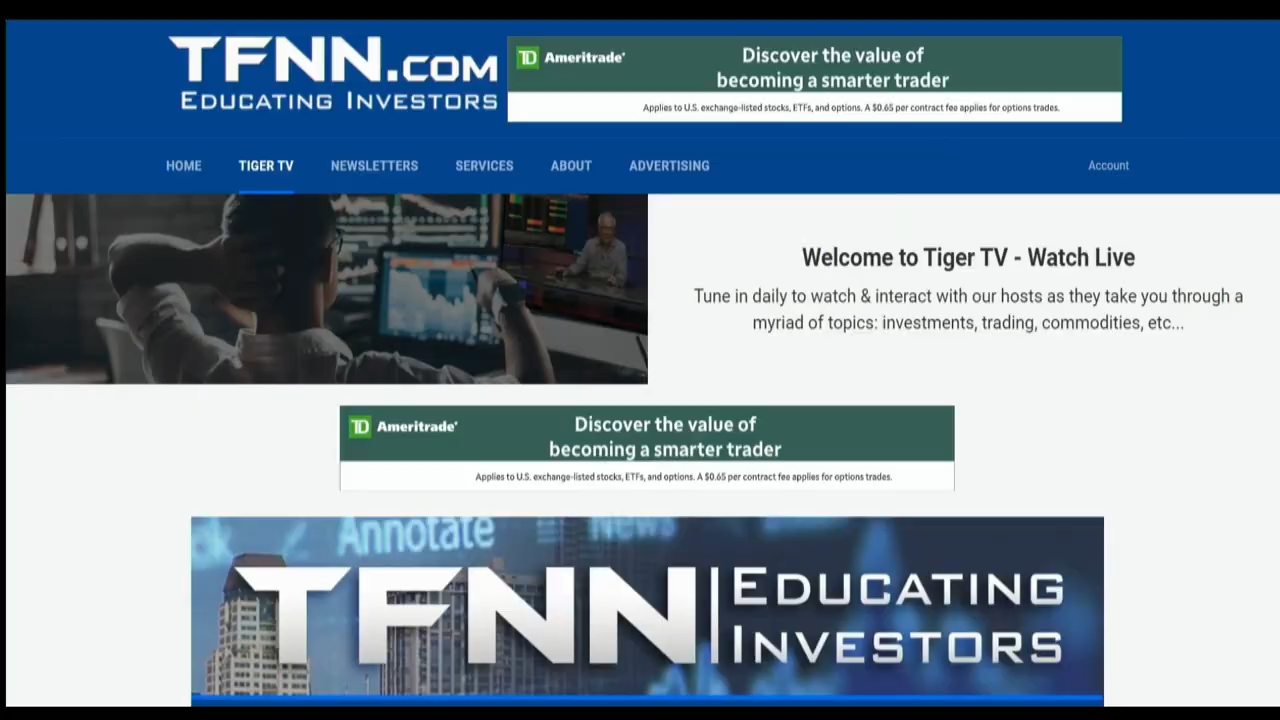 TFNN.COM
EDUCATING INVESTORS
TD Ameritrade®
Discover the value of
becoming a smarter trader
Applies to U.S. exchange-listed stocks, ETFs, and options. A $0.65 per contract fee applies for options trades.
HOME TIGER TV NEWSLETTERS SERVICES ABOUT ADVERTISING Account
Welcome to Tiger TV - Watch Live
Tune in daily to watch & interact with our hosts as they take you through a
myriad of topics: investments, trading, commodities, etc...
TD Ameritrade®
Discover the value of
becoming a smarter trader
Applies to U.S. exchange-listed stocks, ETFs, and options. A $0.65 per contract fee applies for options trades.
Annotate News
TFNN EDUCATING
INVESTORS